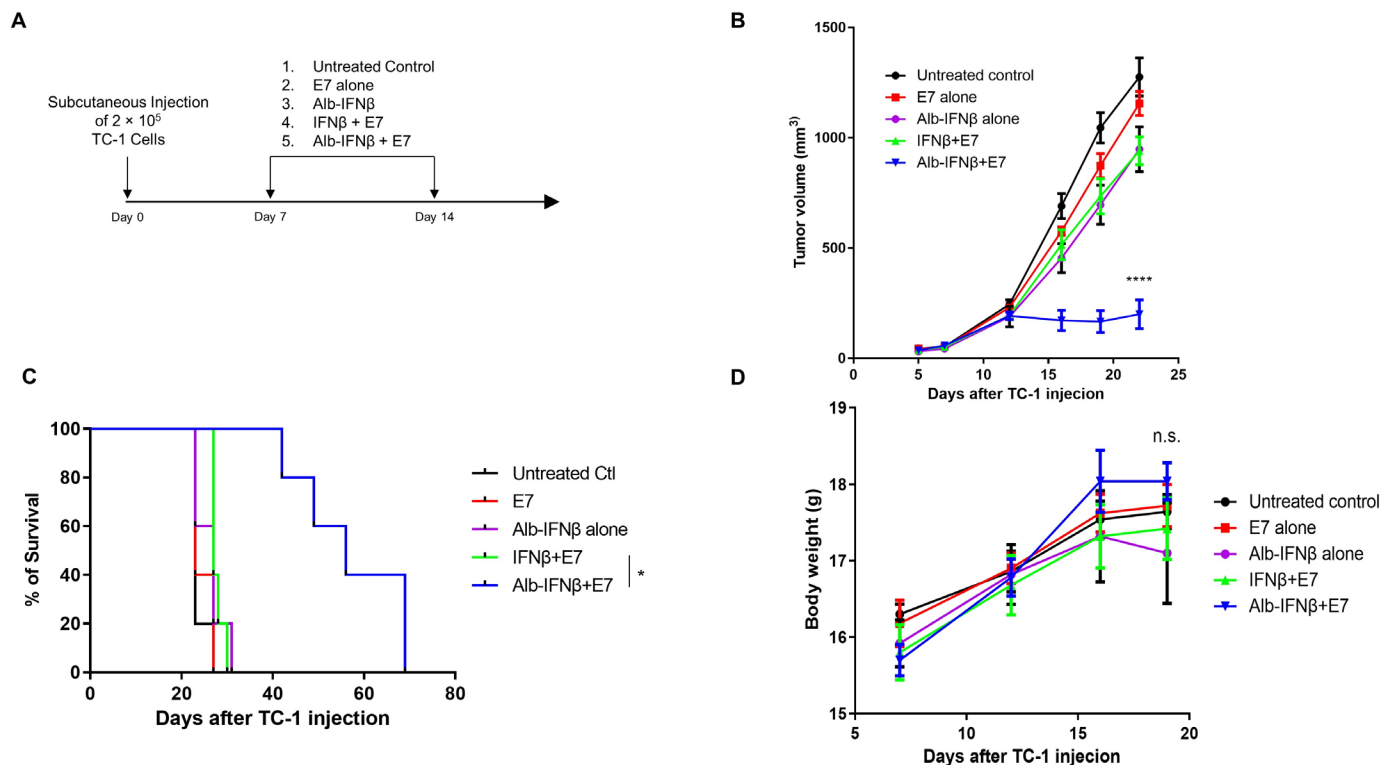 A
1. Untreated Control
2. E7 alone
3. Alb-IFNβ
4. IFNβ + E7
5. Alb-IFNβ + E7
Subcutaneous Injection
of 2 × 10⁵
TC-1 Cells
Day 0
Day 7
Day 14
B
Tumor volume (mm³)
1500
1000
500
0
0 5 10 15 20 25
Days after TC-1 injecion
Untreated control
E7 alone
Alb-IFNβ alone
IFNβ+E7
Alb-IFNβ+E7
****
C
% of Survival
100
80
60
40
20
0
0 20 40 60 80
Days after TC-1 injection
Untreated Ctl
E7
Alb-IFNβ alone
IFNβ+E7
Alb-IFNβ+E7
*
D
Body weight (g)
19
18
17
16
15
5 10 15 20
Days after TC-1 injecion
n.s.
Untreated control
E7 alone
Alb-IFNβ alone
IFNβ+E7
Alb-IFNβ+E7